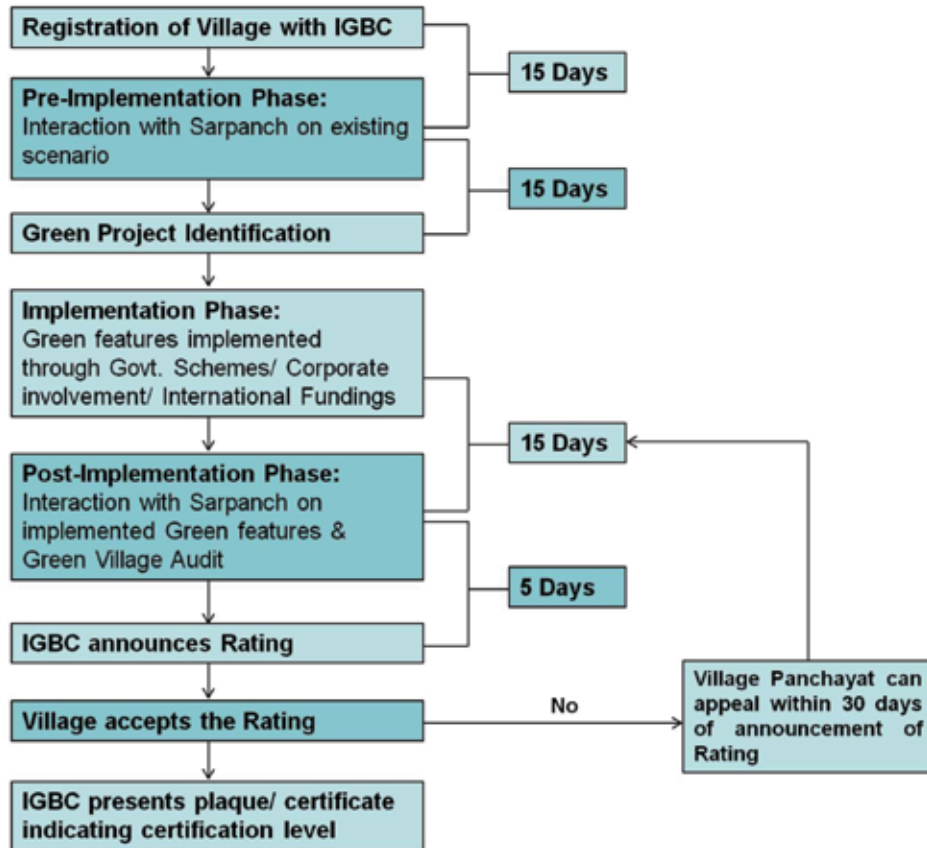 Registration of Village with IGBC
15 Days
Pre-Implementation Phase:
Interaction with Sarpanch on existing
scenario
15 Days
Green Project Identification
Implementation Phase:
Green features implemented
through Govt. Schemes/ Corporate
involvement/ International Fundings
15 Days
Post-Implementation Phase:
Interaction with Sarpanch on
implemented Green features &
Green Village Audit
5 Days
IGBC announces Rating
Village accepts the Rating
No
Village Panchayat can
appeal within 30 days
of announcement of
Rating
IGBC presents plaque/ certificate
indicating certification level